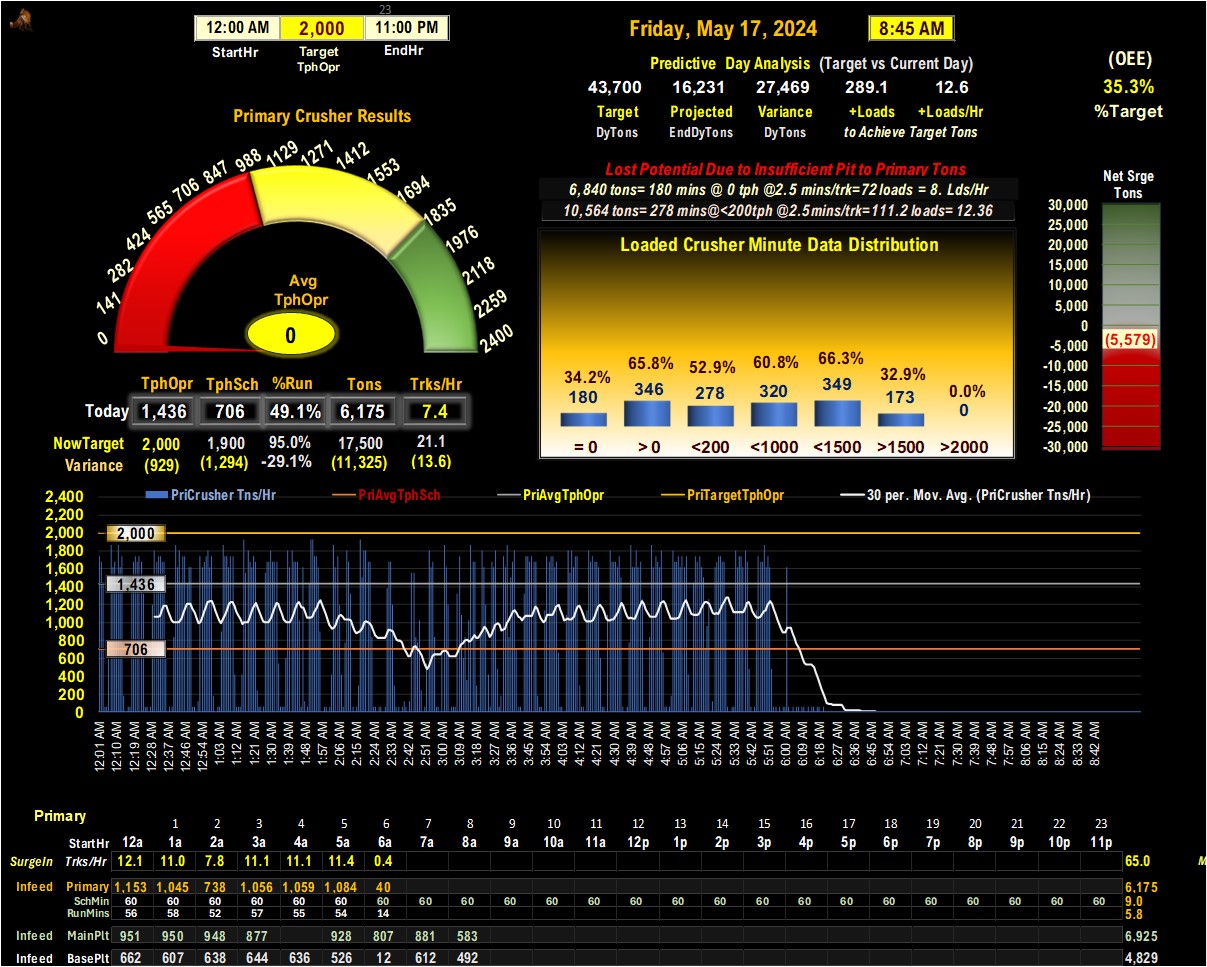 23
12:00 AM 2,000 11:00 PM
StartHr Target TphOpr EndHr
Friday, May 17, 2024 8:45 AM
Predictive Day Analysis (Target vs Current Day)
43,700 16,231 27,469 289.1 12.6
Target Projected Variance +Loads +Loads/Hr
DyTons EndDyTons DyTons to Achieve Target Tons
(OEE)
35.3%
%Target
Primary Crusher Results
0 141 282 424 565 706 847 988 1129 1271 1412 1553 1694 1835 1976 2118 2259 2400
Avg
TphOpr
0
Lost Potential Due to Insufficient Pit to Primary Tons
6,840 tons= 180 mins @ 0 tph @2.5 mins/trk=72 loads = 8. Lds/Hr
10,564 tons= 278 mins@<200tph @2.5mins/trk=111.2 loads= 12.36
Loaded Crusher Minute Data Distribution
34.2% 65.8% 52.9% 60.8% 66.3% 32.9% 0.0%
180 346 278 320 349 173 0
= 0 > 0 <200 <1000 <1500 >1500 >2000
Net Srge
Tons
30,000
25,000
20,000
15,000
10,000
5,000
0
(5,579)
-5,000
-10,000
-15,000
-20,000
-25,000
-30,000
TphOpr TphSch %Run Tons Trks/Hr
Today 1,436 706 49.1% 6,175 7.4
NowTarget 2,000 1,900 95.0% 17,500 21.1
Variance (929) (1,294) -29.1% (11,325) (13.6)
PriCrusher Tns/Hr PriAvgTphSch PriAvgTphOpr PriTargetTphOpr 30 per. Mov. Avg. (PriCrusher Tns/Hr)
2,400
2,200
2,000 2,000
1,800
1,600
1,400 1,436
1,200
1,000
800
706
600
400
200
0
12:01 AM 12:10 AM 12:19 AM 12:28 AM 12:37 AM 12:46 AM 12:54 AM 1:03 AM 1:12 AM 1:21 AM 1:30 AM 1:39 AM 1:48 AM 1:57 AM 2:06 AM 2:15 AM 2:24 AM 2:33 AM 2:42 AM 2:51 AM 3:00 AM 3:09 AM 3:18 AM 3:27 AM 3:36 AM 3:45 AM 3:54 AM 4:03 AM 4:12 AM 4:21 AM 4:30 AM 4:39 AM 4:48 AM 4:57 AM 5:06 AM 5:15 AM 5:24 AM 5:33 AM 5:42 AM 5:51 AM 6:00 AM 6:09 AM 6:18 AM 6:27 AM 6:36 AM 6:45 AM 6:54 AM 7:03 AM 7:12 AM 7:21 AM 7:30 AM 7:39 AM 7:48 AM 7:57 AM 8:06 AM 8:15 AM 8:24 AM 8:33 AM 8:42 AM
Primary
1 2 3 4 5 6 7 8 9 10 11 12 13 14 15 16 17 18 19 20 21 22 23
StartHr 12a 1a 2a 3a 4a 5a 6a 7a 8a 9a 10a 11a 12p 1p 2p 3p 4p 5p 6p 7p 8p 9p 10p 11p
SurgeIn Trks/Hr 12.1 11.0 7.8 11.1 11.1 11.4 0.4 65.0
Infeed Primary 1,153 1,045 738 1,056 1,059 1,084 40 6,175
SchMin 60 60 60 60 60 60 60 60 60 60 60 60 60 60 60 60 60 60 60 60 60 60 60 60 9.0
RunMins 56 58 52 57 55 54 14 5.8
Infeed MainPlt 951 950 948 877 928 807 881 583 6,925
Infeed BasePlt 662 607 638 644 636 526 12 612 492 4,829